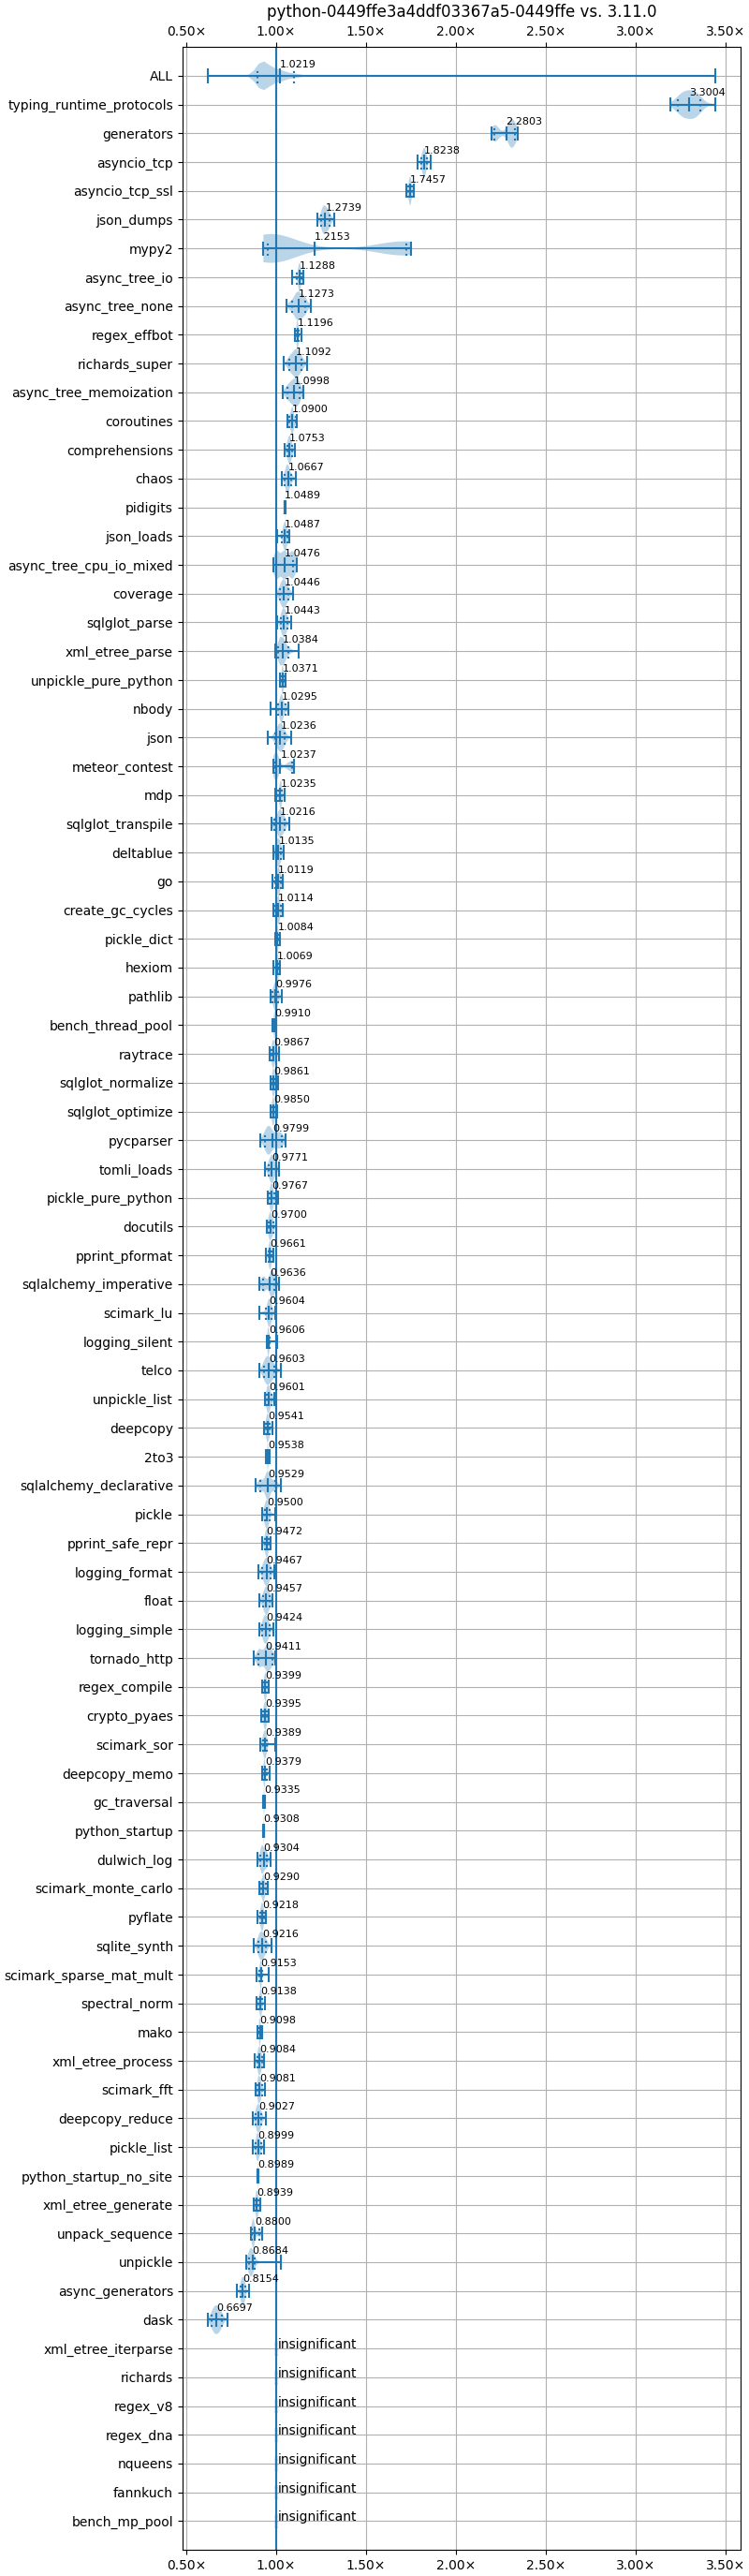 python-0449ffe3a4ddf03367a5-0449ffe vs. 3.11.0
0.50× 1.00× 1.50× 2.00× 2.50× 3.00× 3.50×
ALL 1.0219
typing_runtime_protocols 3.3004
generators 2.2803
asyncio_tcp 1.8238
asyncio_tcp_ssl 1.7457
json_dumps 1.2739
mypy2 1.2153
async_tree_io 1.1288
async_tree_none 1.1273
regex_effbot 1.1196
richards_super 1.1092
async_tree_memoization 1.0998
coroutines 1.0900
comprehensions 1.0753
chaos 1.0667
pidigits 1.0489
json_loads 1.0487
async_tree_cpu_io_mixed 1.0476
coverage 1.0446
sqlglot_parse 1.0443
xml_etree_parse 1.0384
unpickle_pure_python 1.0371
nbody 1.0295
json 1.0236
meteor_contest 1.0237
mdp 1.0235
sqlglot_transpile 1.0216
deltablue 1.0135
go 1.0119
create_gc_cycles 1.0114
pickle_dict 1.0084
hexiom 1.0069
pathlib 0.9976
bench_thread_pool 0.9910
raytrace 0.9867
sqlglot_normalize 0.9861
sqlglot_optimize 0.9850
pycparser 0.9799
tomli_loads 0.9771
pickle_pure_python 0.9767
docutils 0.9700
pprint_pformat 0.9661
sqlalchemy_imperative 0.9636
scimark_lu 0.9604
logging_silent 0.9606
telco 0.9603
unpickle_list 0.9601
deepcopy 0.9541
2to3 0.9538
sqlalchemy_declarative 0.9529
pickle 0.9500
pprint_safe_repr 0.9472
logging_format 0.9467
float 0.9457
logging_simple 0.9424
tornado_http 0.9411
regex_compile 0.9399
crypto_pyaes 0.9395
scimark_sor 0.9389
deepcopy_memo 0.9379
gc_traversal 0.9335
python_startup 0.9308
dulwich_log 0.9304
scimark_monte_carlo 0.9290
pyflate 0.9218
sqlite_synth 0.9216
scimark_sparse_mat_mult 0.9153
spectral_norm 0.9138
mako 0.9098
xml_etree_process 0.9084
scimark_fft 0.9081
deepcopy_reduce 0.9027
pickle_list 0.8999
python_startup_no_site 0.8989
xml_etree_generate 0.8939
unpack_sequence 0.8800
unpickle 0.8684
async_generators 0.8154
dask 0.6697
xml_etree_iterparse insignificant
richards insignificant
regex_v8 insignificant
regex_dna insignificant
nqueens insignificant
fannkuch insignificant
bench_mp_pool insignificant
0.50× 1.00× 1.50× 2.00× 2.50× 3.00× 3.50×